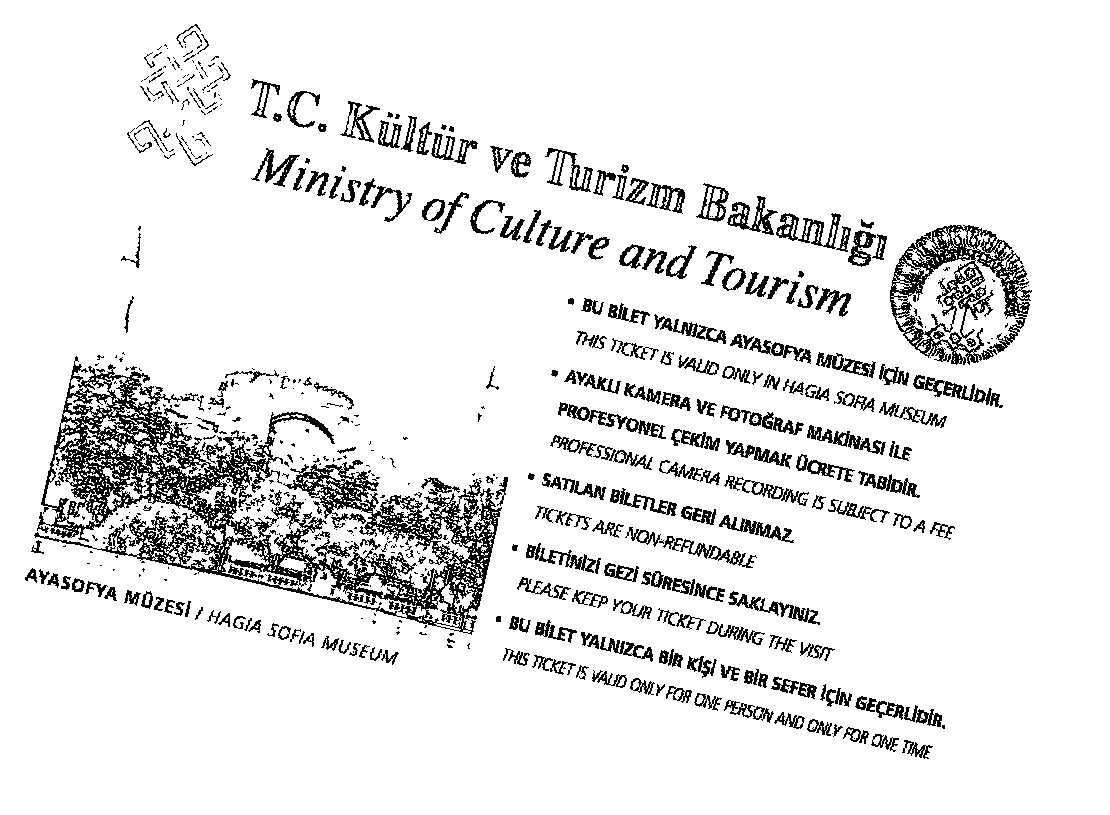 T.C. Kültür ve Turizm Bakanlığı
Ministry of Culture and Tourism
• BU BİLET YALNIZCA AYASOFYA MÜZESİ İÇİN GEÇERLİDİR.
THIS TICKET IS VALID ONLY IN HAGIA SOFIA MUSEUM
• AYAKLI KAMERA VE FOTOĞRAF MAKİNASI İLE
PROFESYONEL ÇEKİM YAPMAK ÜCRETE TABİDİR.
PROFESSIONAL CAMERA RECORDING IS SUBJECT TO A FEE
• SATILAN BİLETLER GERİ ALINMAZ.
TICKETS ARE NON-REFUNDABLE
• BİLETİNİZİ GEZİ SÜRESİNCE SAKLAYINIZ.
PLEASE KEEP YOUR TICKET DURING THE VISIT
• BU BİLET YALNIZCA BİR KİŞİ VE BİR SEFER İÇİN GEÇERLİDİR.
THIS TICKET IS VALID ONLY FOR ONE PERSON AND ONLY FOR ONE TIME
AYASOFYA MÜZESİ / HAGIA SOFIA MUSEUM